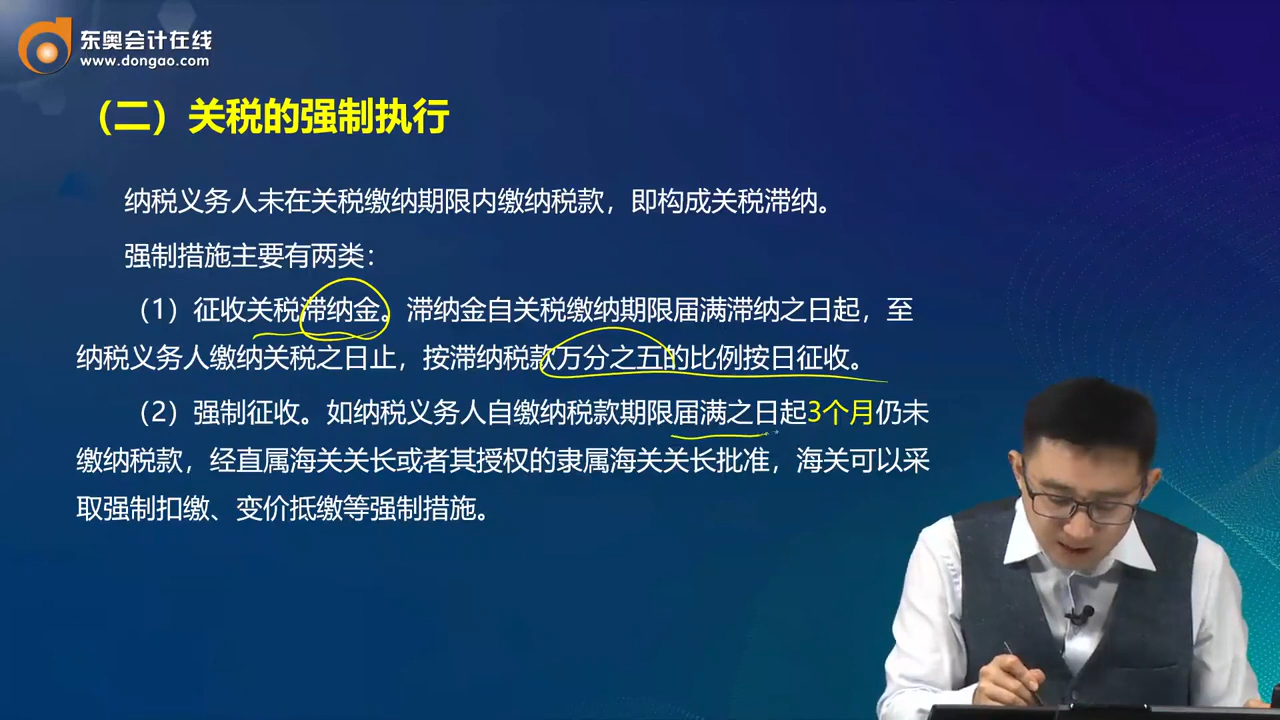 东奥会计在线
www.dongao.com
（二）关税的强制执行
纳税义务人未在关税缴纳期限内缴纳税款，即构成关税滞纳。
强制措施主要有两类：
（1）征收关税滞纳金。滞纳金自关税缴纳期限届满滞纳之日起，至
纳税义务人缴纳关税之日止，按滞纳税款万分之五的比例按日征收。
（2）强制征收。如纳税义务人自缴纳税款期限届满之日起3个月仍未
缴纳税款，经直属海关关长或者其授权的隶属海关关长批准，海关可以采
取强制扣缴、变价抵缴等强制措施。